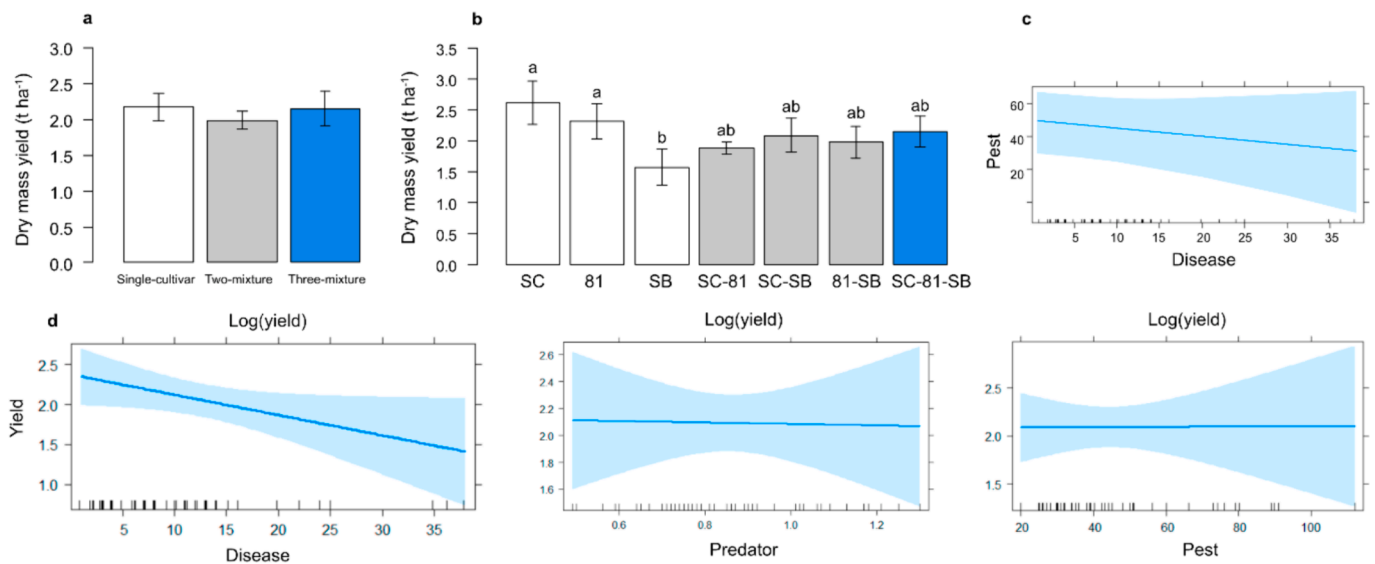 a
Dry mass yield (t ha-1)
3.0
2.5
2.0
1.5
1.0
0.5
0.0
Single-cultivar Two-mixture Three-mixture
b
Dry mass yield (t ha-1)
3.5
3.0
2.5
2.0
1.5
1.0
0.5
0.0
a a b ab ab ab ab
SC 81 SB SC-81 SC-SB 81-SB SC-81-SB
c
Pest
60
40
20
5 10 15 20 25 30 35
Disease
d
Log(yield)
Yield
2.5
2.0
1.5
1.0
5 10 15 20 25 30 35
Disease
Log(yield)
2.6
2.4
2.2
2.0
1.8
1.6
0.6 0.8 1.0 1.2
Predator
Log(yield)
2.5
2.0
1.5
20 40 60 80 100
Pest